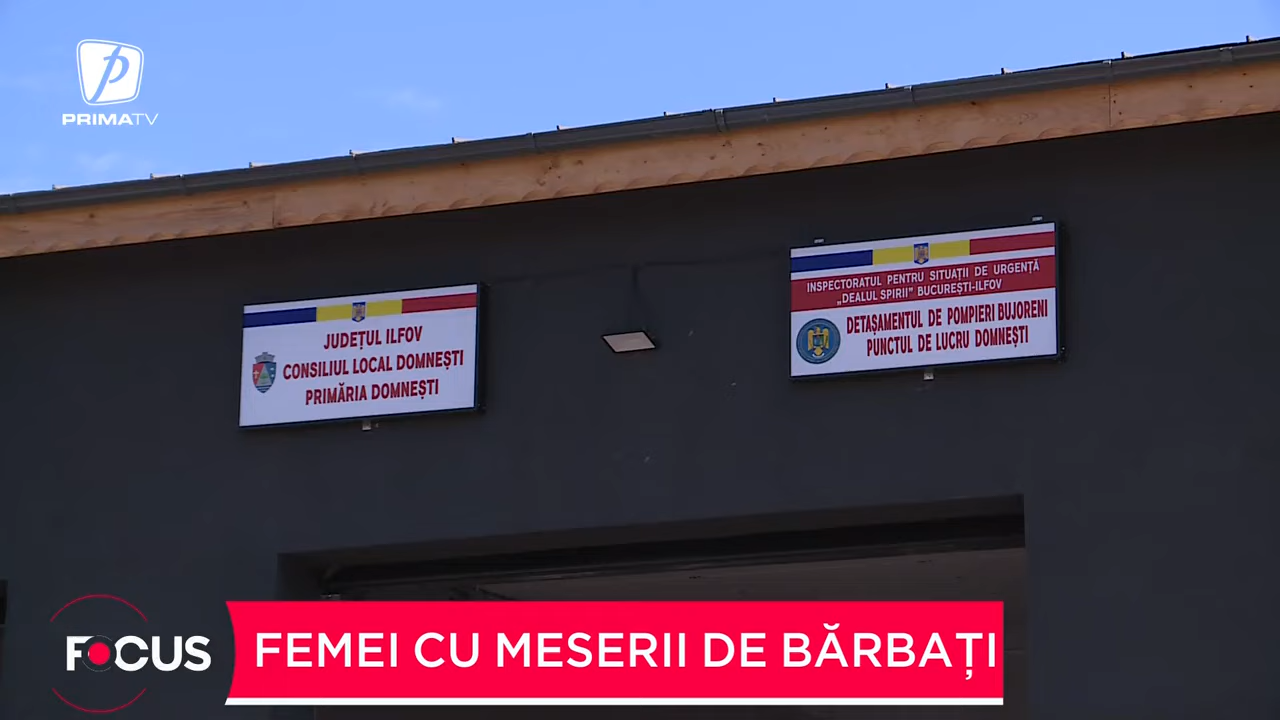 PRIMATV
JUDEȚUL ILFOV
CONSILIUL LOCAL DOMNEȘTI
PRIMĂRIA DOMNEȘTI
INSPECTORATUL PENTRU SITUAȚII DE URGENȚĂ
„DEALUL SPIRII” BUCUREȘTI-ILFOV
DETAȘAMENTUL DE POMPIERI BUJORENI
PUNCTUL DE LUCRU DOMNEȘTI
FOCUS
FEMEI CU MESERII DE BĂRBAȚI